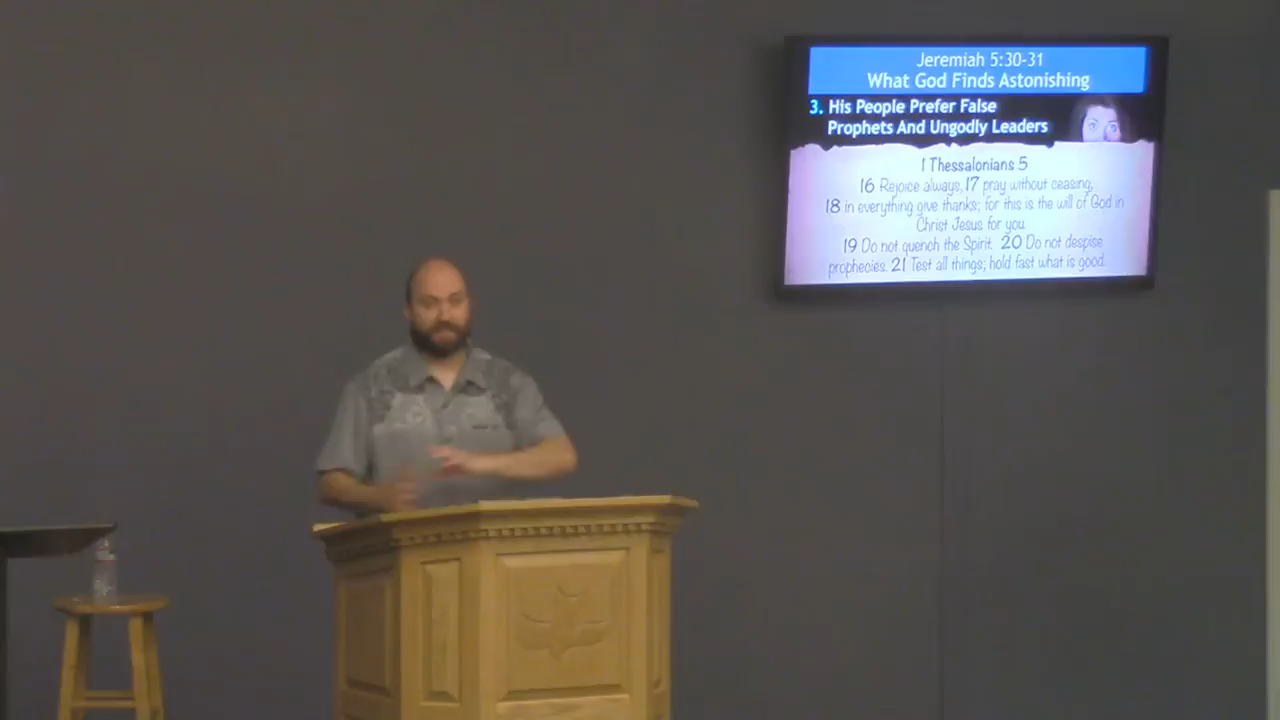 Jeremiah 5:30-31
What God Finds Astonishing
3. His People Prefer False
Prophets And Ungodly Leaders
1 Thessalonians 5
16 Rejoice always, 17 pray without ceasing,
18 in everything give thanks; for this is the will of God in
Christ Jesus for you.
19 Do not quench the Spirit. 20 Do not despise
prophecies. 21 Test all things; hold fast what is good.